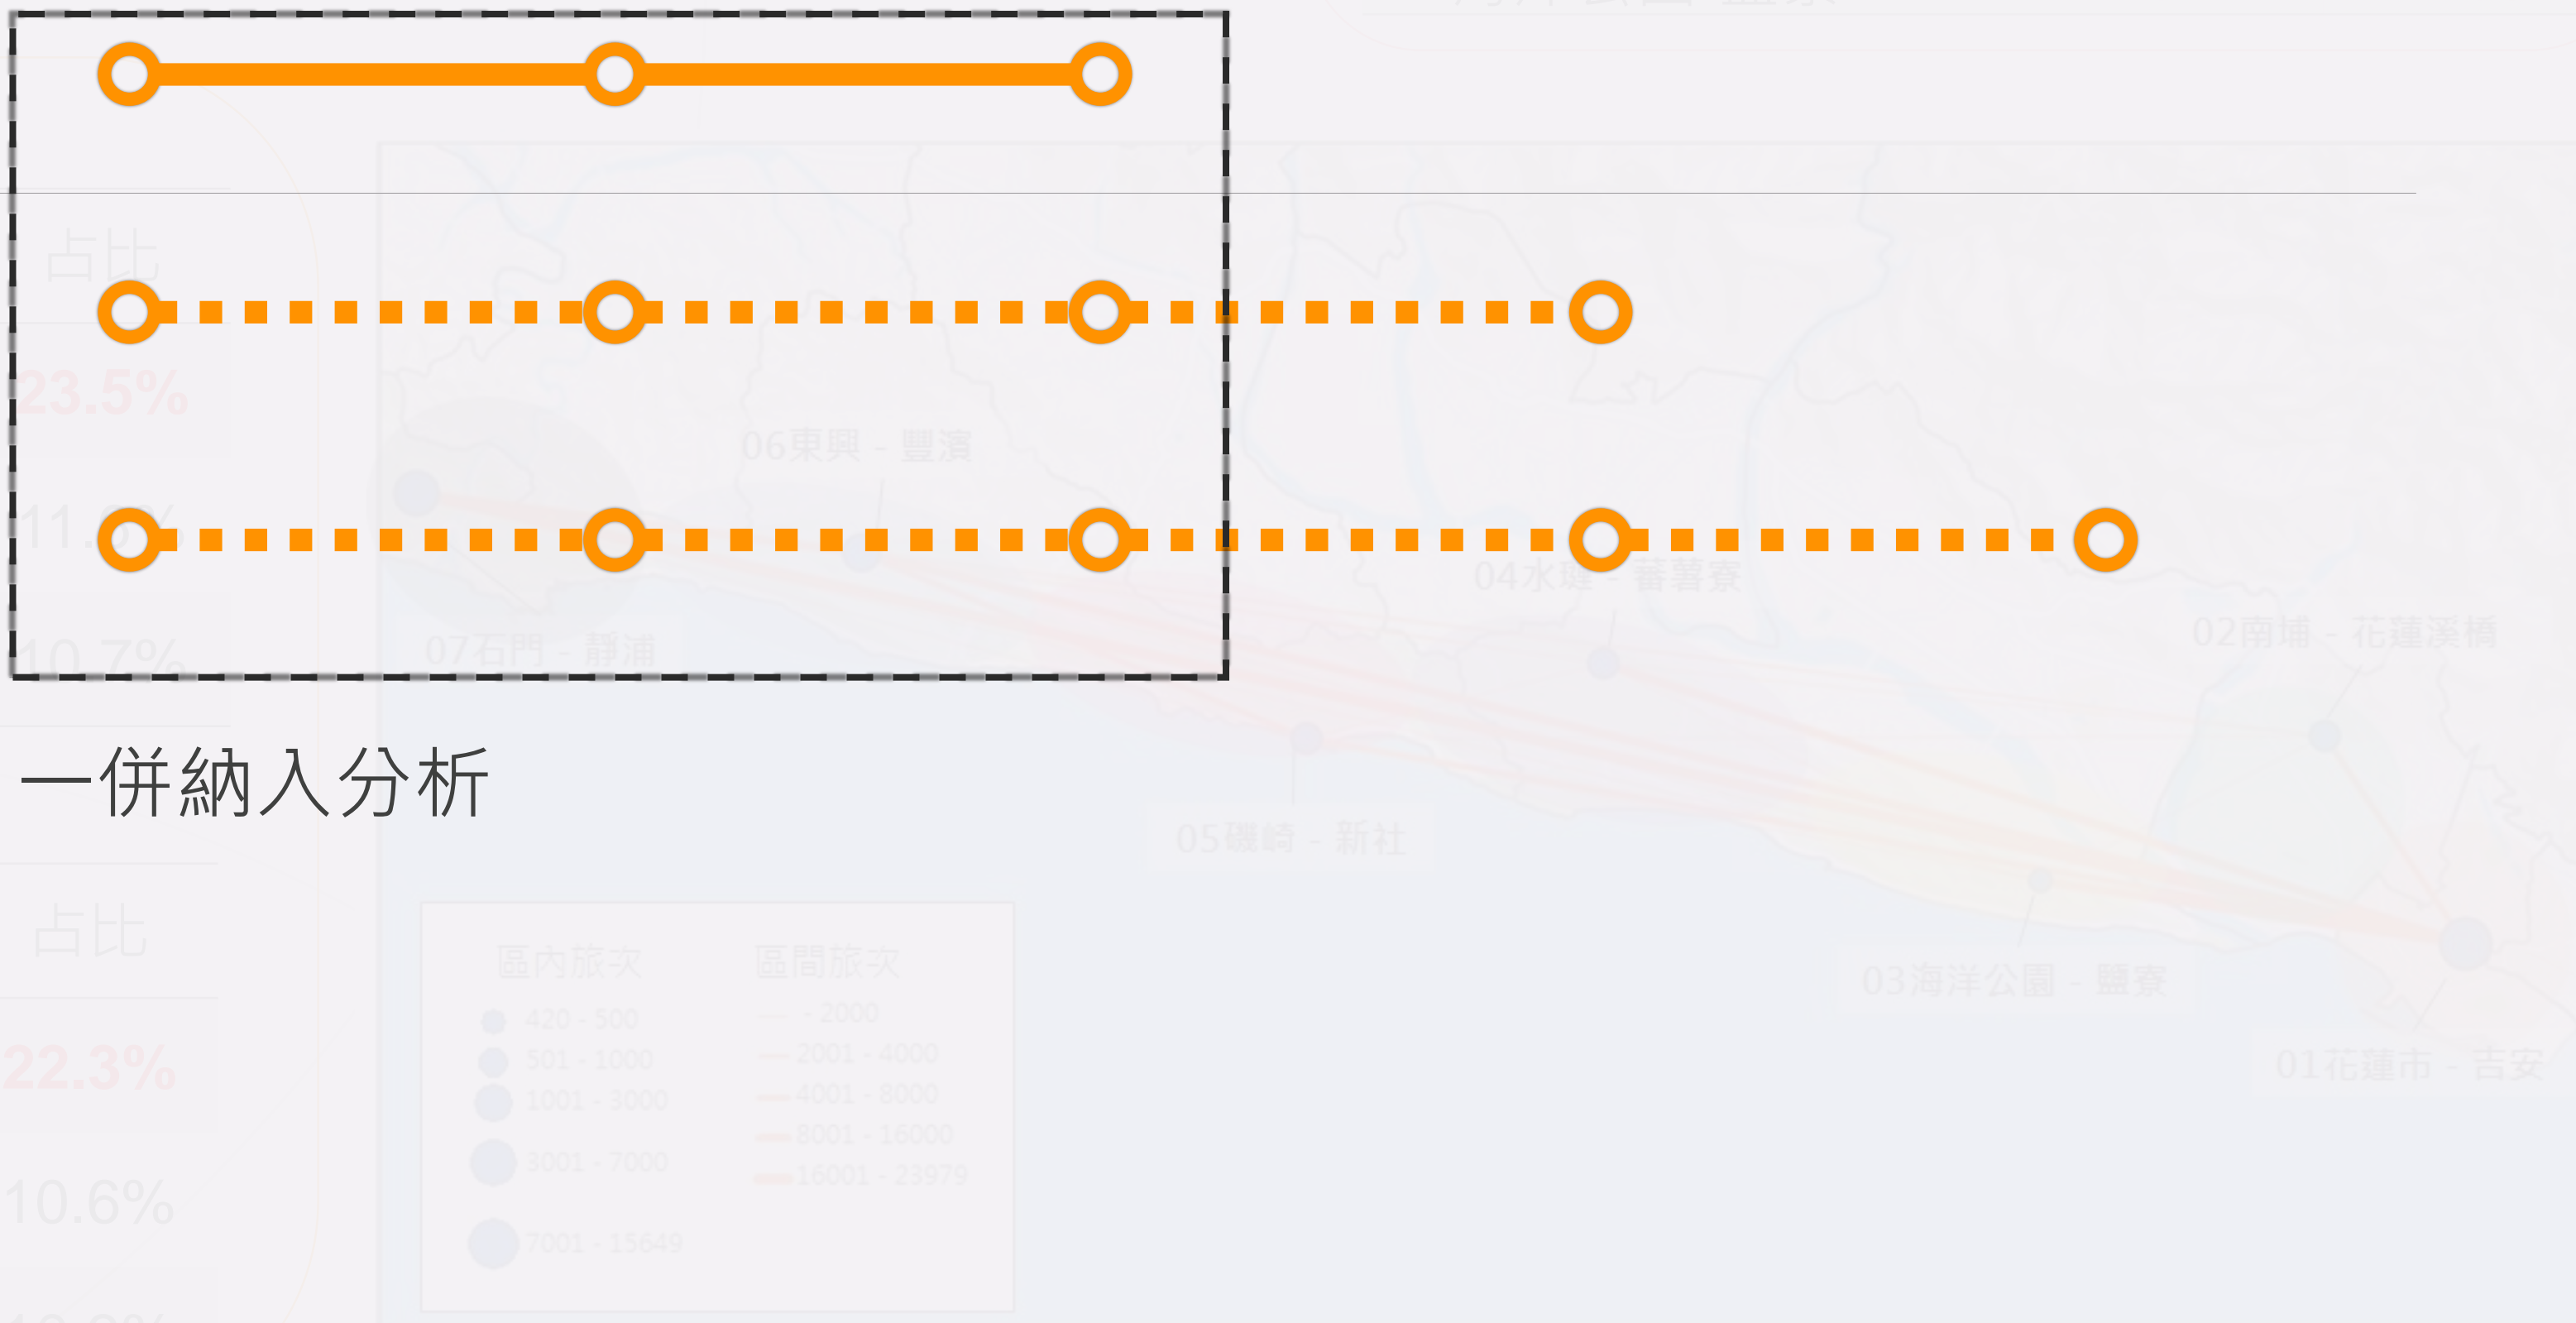 占比
23.5%
06東興 - 豐濱
10.7%
04水璉 - 蕃薯寮
02南埔 - 花蓮溪橋
07石門 - 靜浦
一併納入分析
05磯崎 - 新社
占比
區內旅次 區間旅次
03海洋公園 - 鹽寮
420 - 500 - 2000
501 - 1000 2001 - 4000
22.3%
01花蓮市 - 吉安
1001 - 3000 4001 - 8000
8001 - 16000
3001 - 7000 16001 - 23979
10.6%
7001 - 15649